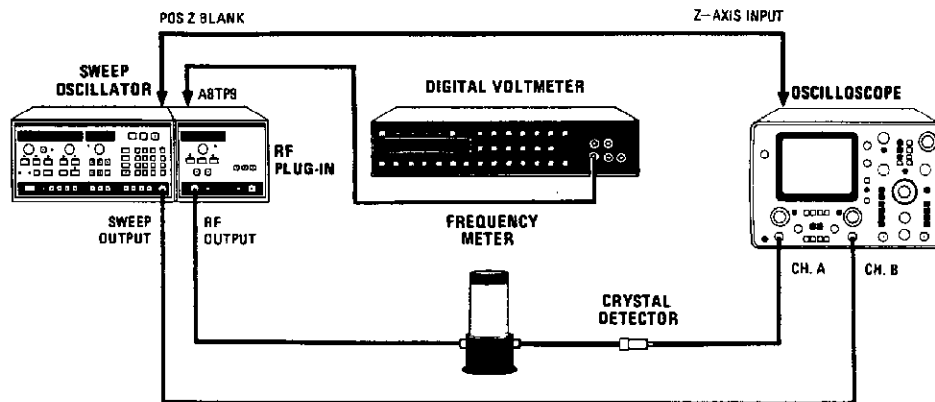 POS Z BLANK
Z-AXIS INPUT
SWEEP
OSCILLATOR
A8TP9
DIGITAL VOLTMETER
OSCILLOSCOPE
RF
PLUG-IN
SWEEP
OUTPUT
RF
OUTPUT
FREQUENCY
METER
CH. A
CH. B
CRYSTAL
DETECTOR